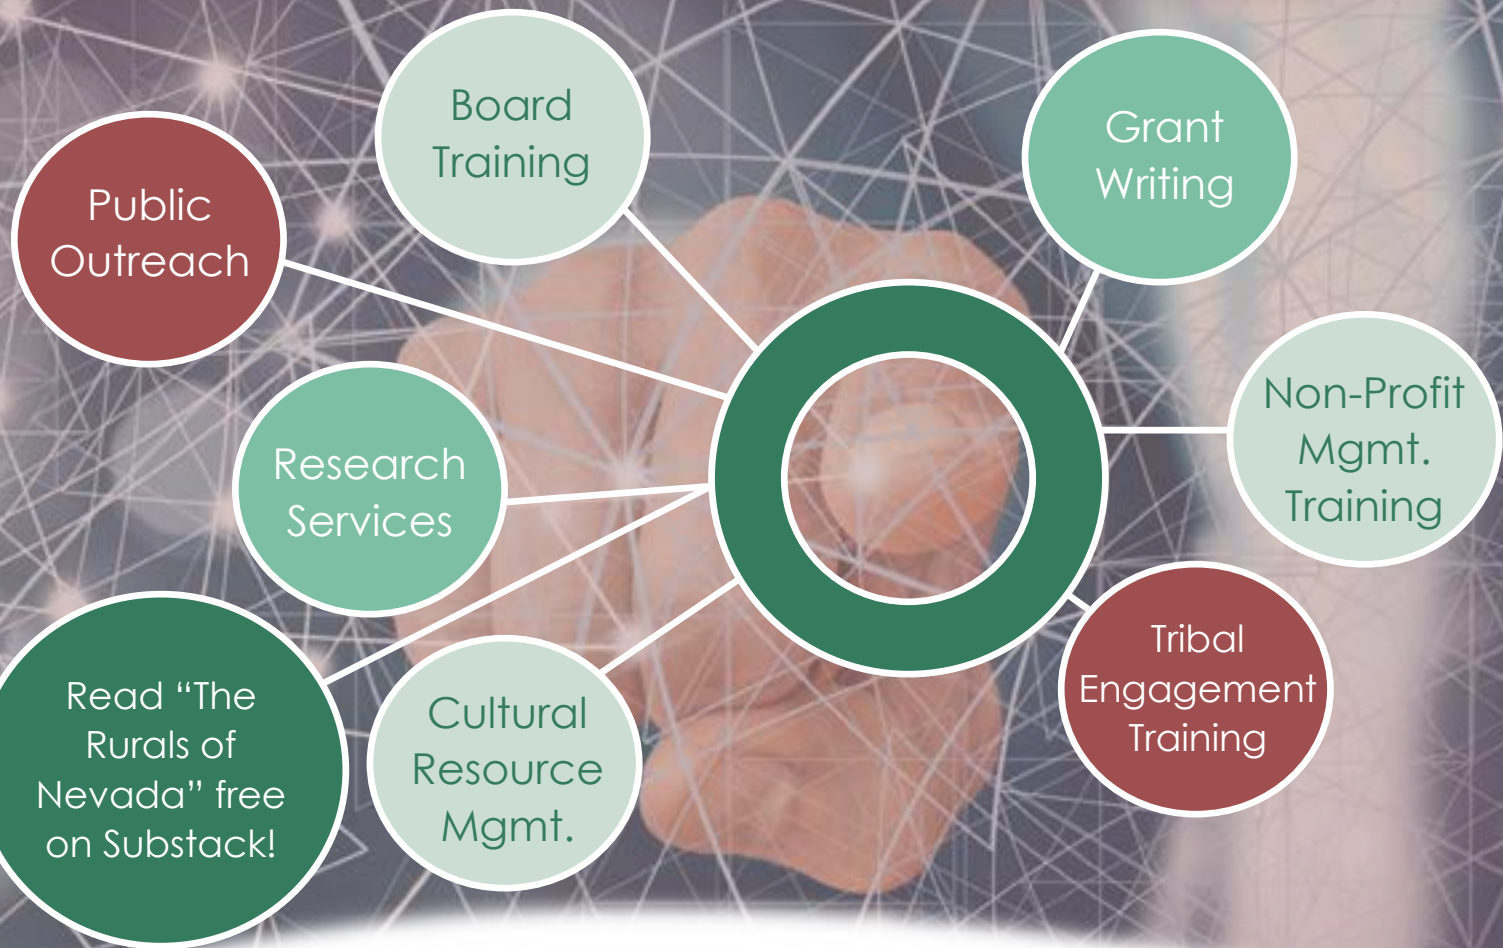 Board
Training
Grant
Writing
Public
Outreach
Non-Profit
Mgmt.
Training
Research
Services
Tribal
Engagement
Training
Read “The
Rurals of
Nevada” free
on Substack!
Cultural
Resource
Mgmt.